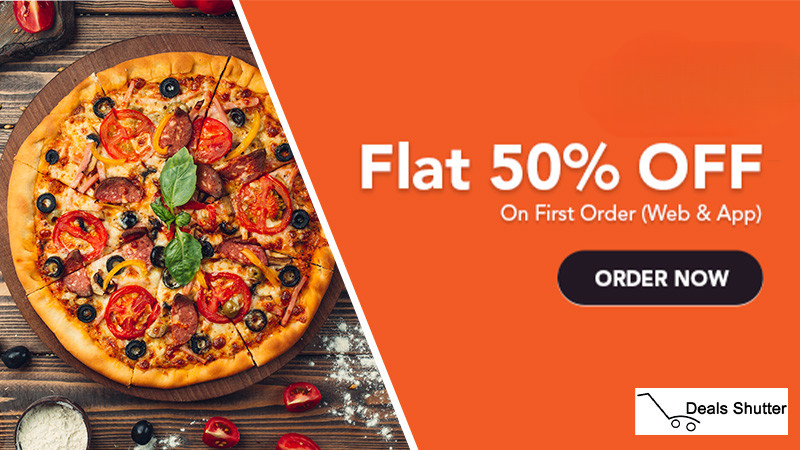 Flat 50% OFF
On First Order (Web & App)
ORDER NOW
Deals Shutter